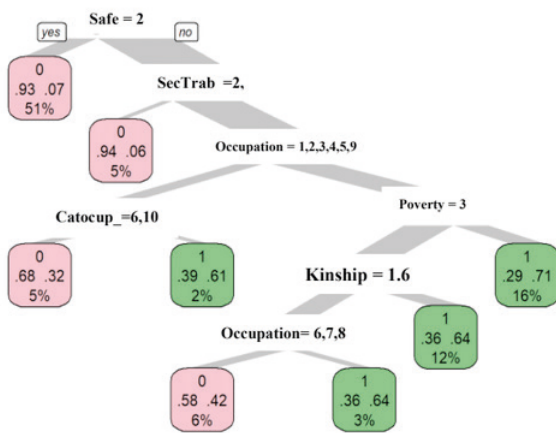 Safe = 2
yes
no
0
.93 .07
51%
SecTrab =2,
0
.94 .06
5%
Occupation = 1,2,3,4,5,9
Catocup_=6,10
Poverty = 3
0
.68 .32
5%
1
.39 .61
2%
Kinship = 1.6
1
.29 .71
16%
Occupation= 6,7,8
1
.36 .64
12%
0
.58 .42
6%
1
.36 .64
3%